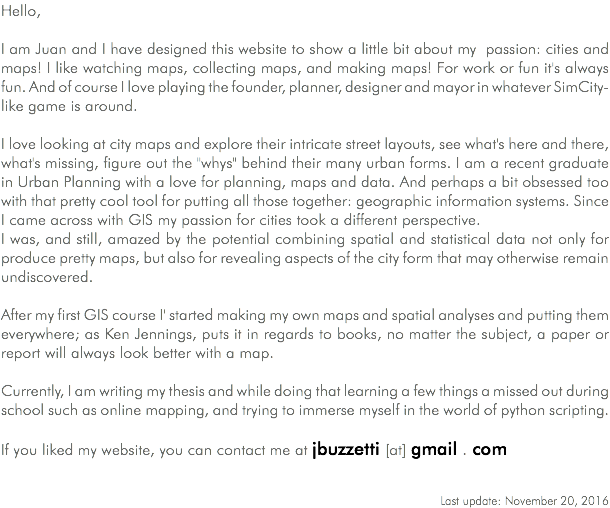 Hello,
I am Juan and I have designed this website to show a little bit about my  passion: cities and
maps! I like watching maps, collecting maps, and making maps! For work or fun it's always
fun. And of course I love playing the founder, planner, designer and mayor in whatever SimCity-
like game is around.
I love looking at city maps and explore their intricate street layouts, see what's here and there,
what's missing, figure out the "whys" behind their many urban forms. I am a recent graduate
in Urban Planning with a love for planning, maps and data. And perhaps a bit obsessed too
with that pretty cool tool for putting all those together: geographic information systems. Since
I came across with GIS my passion for cities took a different perspective.
I was, and still, amazed by the potential combining spatial and statistical data not only for
produce pretty maps, but also for revealing aspects of the city form that may otherwise remain
undiscovered.
After my first GIS course I' started making my own maps and spatial analyses and putting them
everywhere; as Ken Jennings, puts it in regards to books, no matter the subject, a paper or
report will always look better with a map.
Currently, I am writing my thesis and while doing that learning a few things a missed out during
school such as online mapping, and trying to immerse myself in the world of python scripting.
If you liked my website, you can contact me at jbuzzetti [at] gmail . com
Last update: November 20, 2016